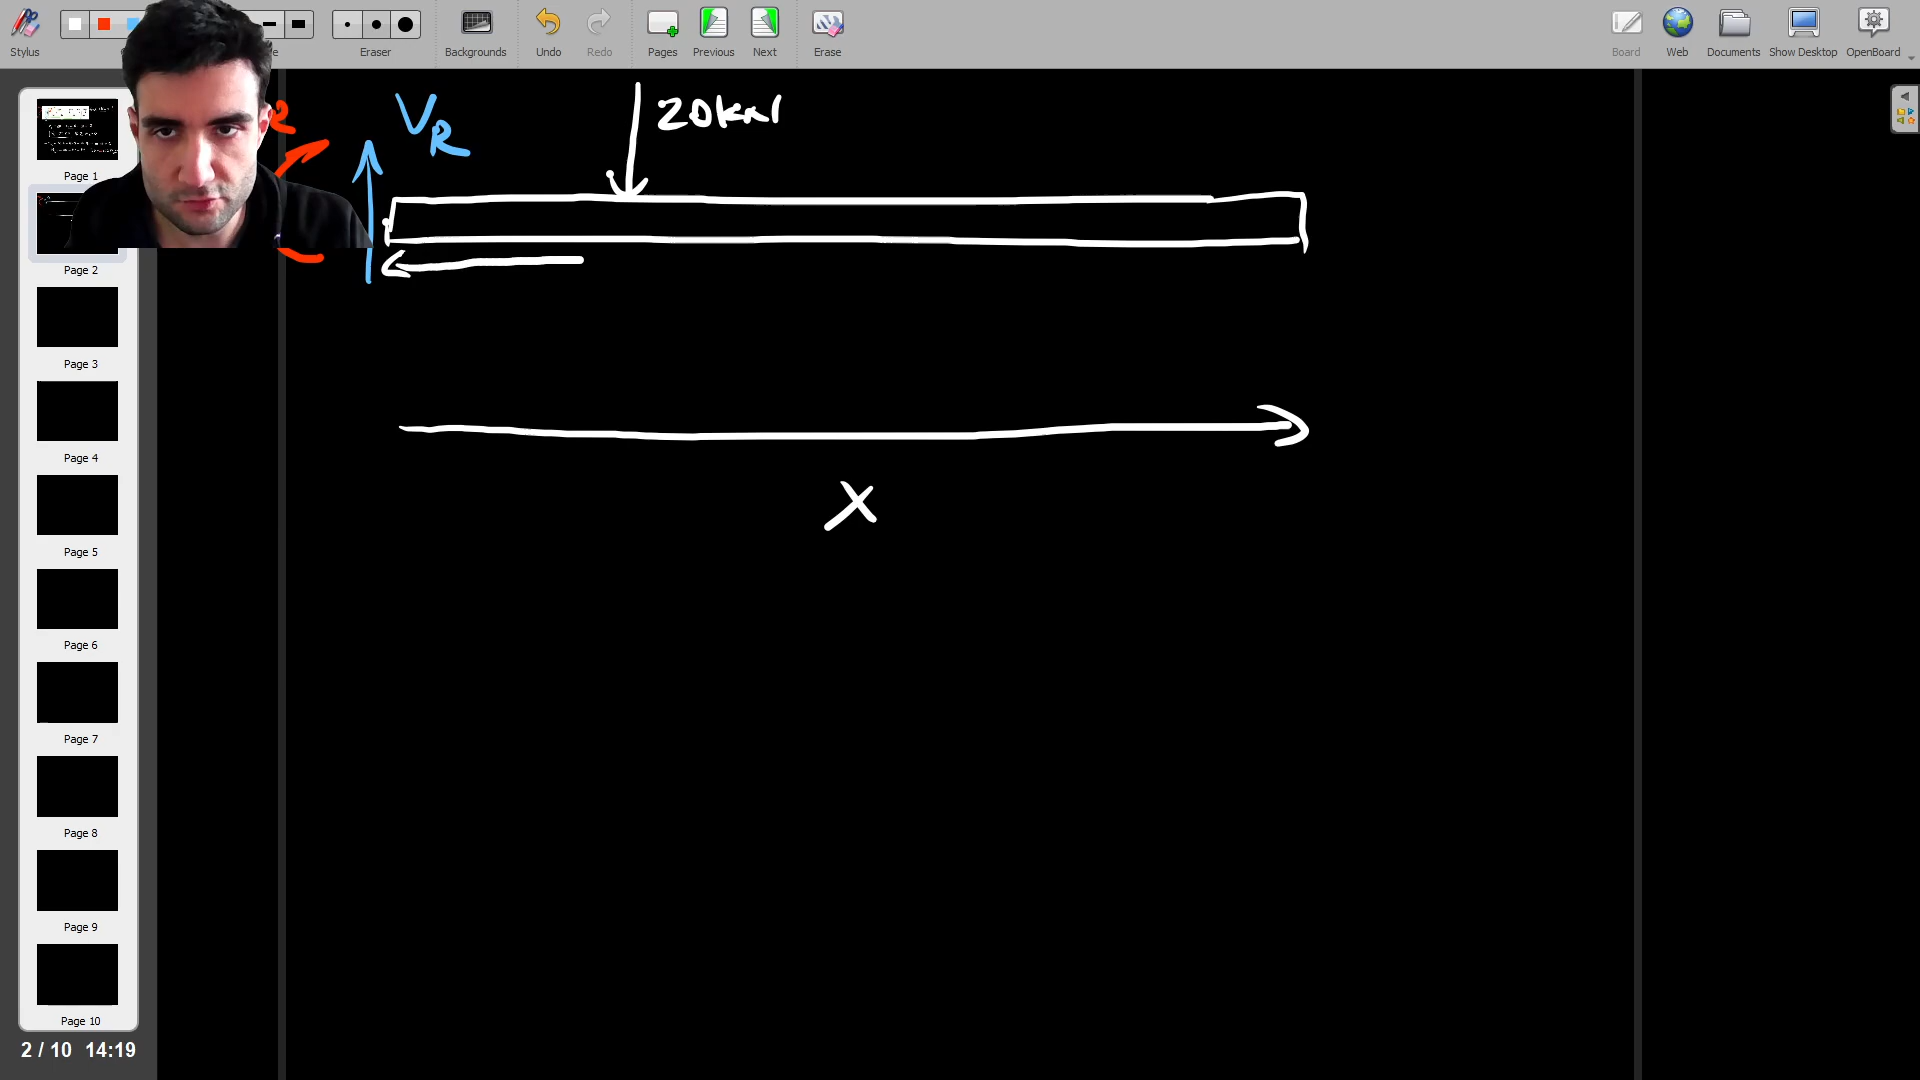 Stylus
Eraser
Backgrounds
Undo
Redo
Pages
Previous
Next
Erase
Board
Web
Documents
Show Desktop
OpenBoard
R
VR
20kN
X
Page 1
Page 2
Page 3
Page 4
Page 5
Page 6
Page 7
Page 8
Page 9
Page 10
2 / 10 14:19